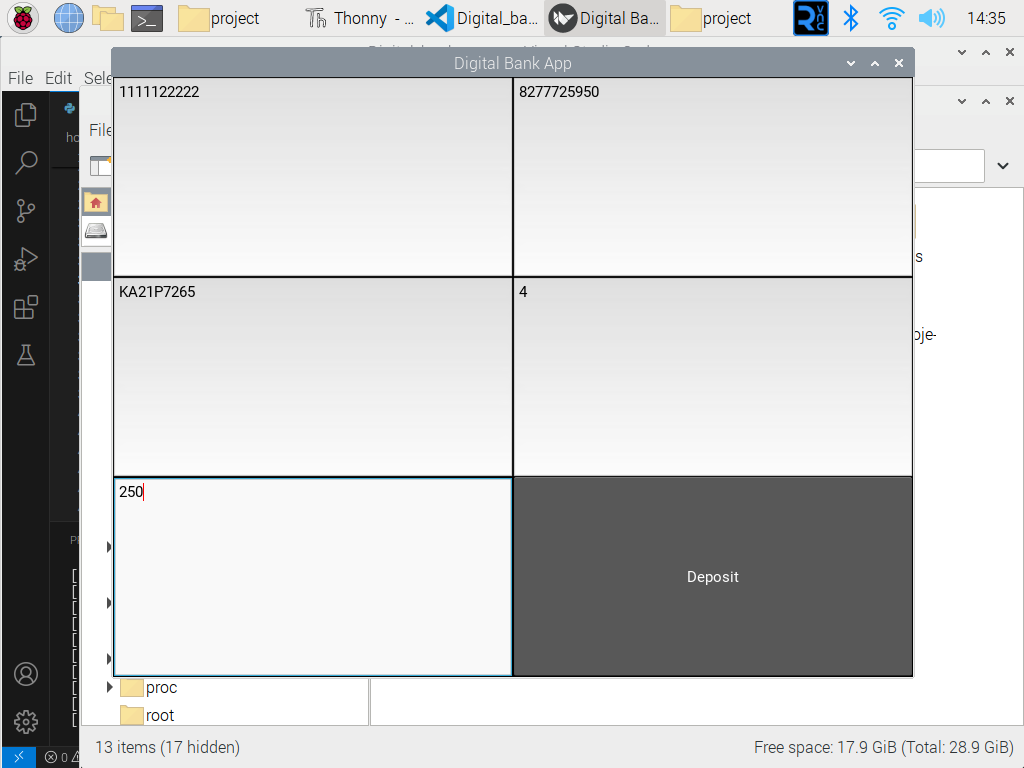 project
Thonny - ...
Digital_ba...
Digital Ba...
project
14:35
File Edit Sele
Digital Bank App
File
1111122222
8277725950
KA21P7265
4
250
Deposit
proc
root
13 items (17 hidden)
Free space: 17.9 GiB (Total: 28.9 GiB)
0